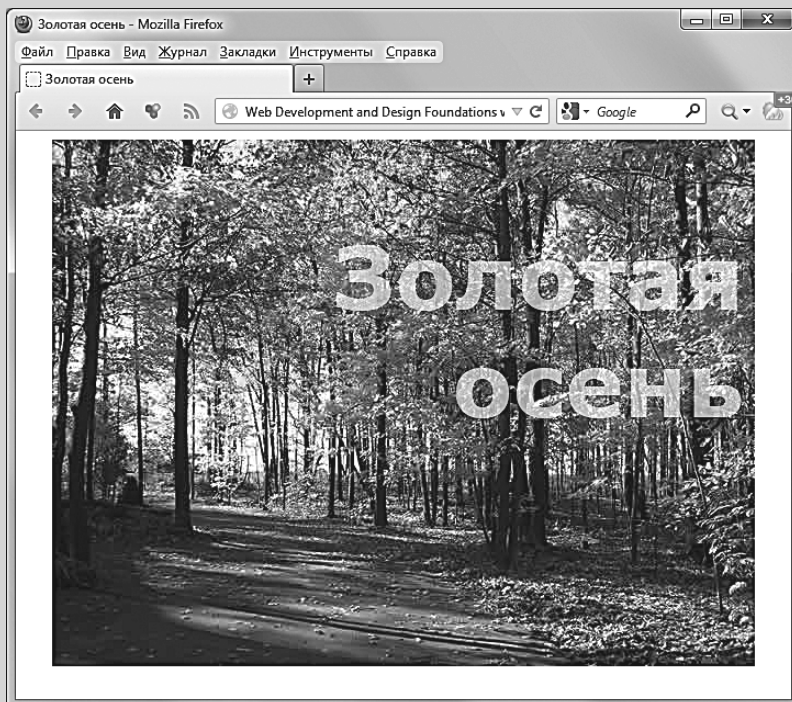 Золотая осень - Mozilla Firefox
Файл Правка Вид Журнал Закладки Инструменты Справка
Золотая осень
Web Development and Design Foundations Google
Золотая
осень